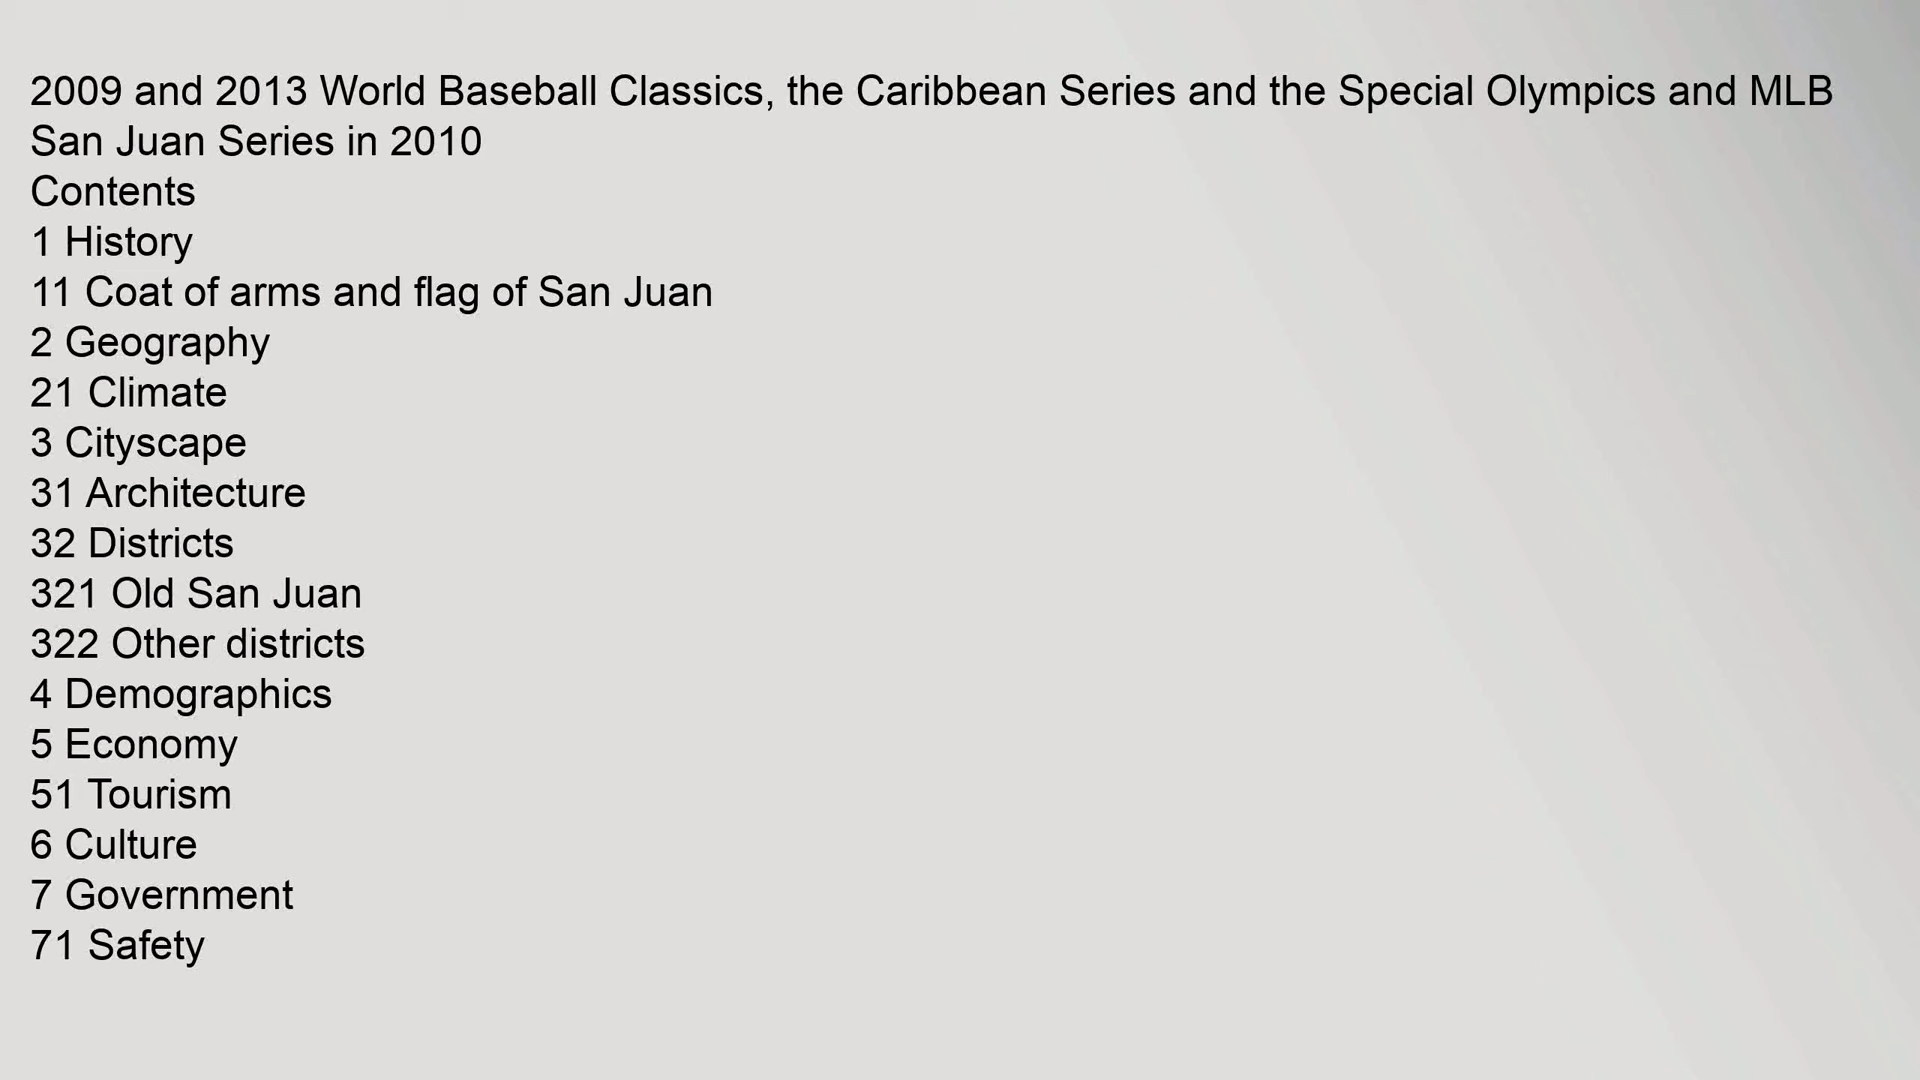 2009 and 2013 World Baseball Classics, the Caribbean Series and the Special Olympics and MLB
San Juan Series in 2010
Contents
1 History
11 Coat of arms and flag of San Juan
2 Geography
21 Climate
3 Cityscape
31 Architecture
32 Districts
321 Old San Juan
322 Other districts
4 Demographics
5 Economy
51 Tourism
6 Culture
7 Government
71 Safety